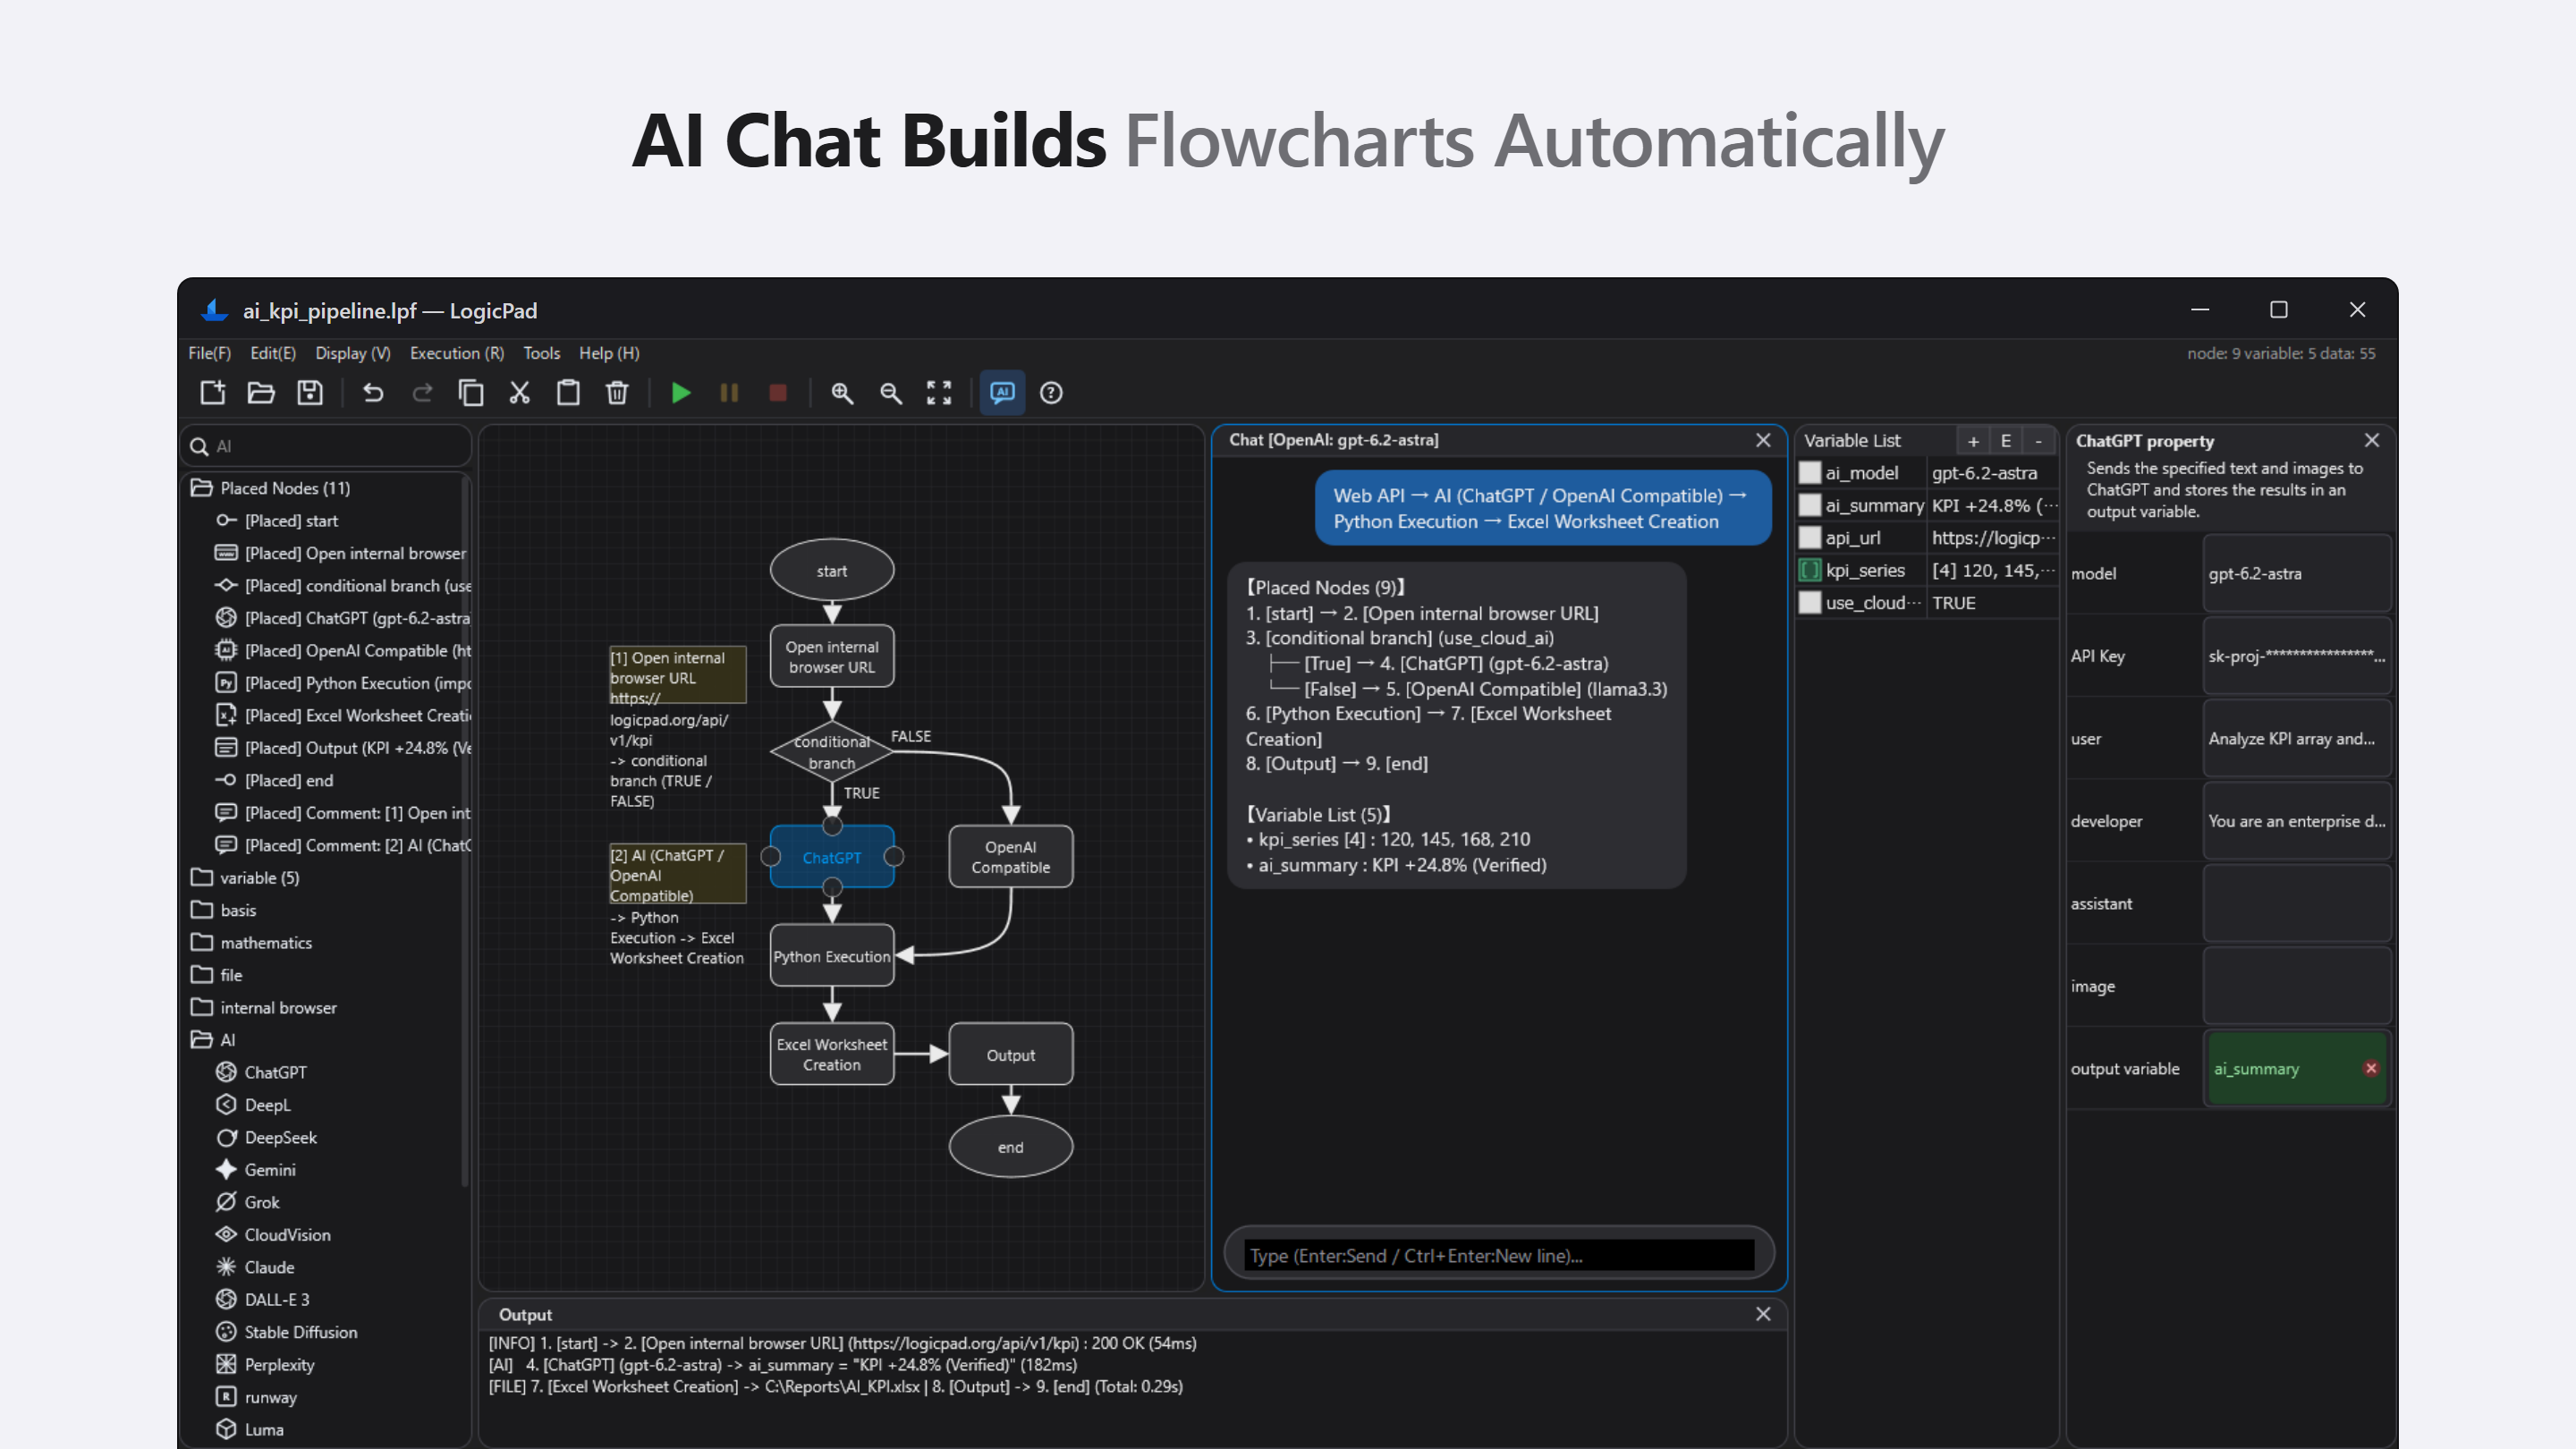 AI Chat Builds Flowcharts Automatically
ai_kpi_pipeline.lpf — LogicPad
File(F) Edit(E) Display (V) Execution (R) Tools Help (H)
node: 9 variable: 5 data: 55
AI
AI
Placed Nodes (11)
[Placed] start
[Placed] Open internal browser
[Placed] conditional branch (use
[Placed] ChatGPT (gpt-6.2-astra
[Placed] OpenAI Compatible (ht
[Placed] Python Execution (impo
[Placed] Excel Worksheet Creati
[Placed] Output (KPI +24.8% (Ve
[Placed] end
[Placed] Comment: [1] Open int
[Placed] Comment: [2] AI (ChatG
variable (5)
basis
mathematics
file
internal browser
AI
ChatGPT
DeepL
DeepSeek
Gemini
Grok
CloudVision
Claude
DALL-E 3
Stable Diffusion
Perplexity
runway
Luma
start
Open internal
browser URL
[1] Open internal
browser URL
https://
logicpad.org/api/
v1/kpi
-> conditional
branch (TRUE /
FALSE)
conditional
branch
FALSE
TRUE
[2] AI (ChatGPT /
OpenAI
Compatible)
-> Python
Execution -> Excel
Worksheet Creation
ChatGPT
OpenAI
Compatible
Python Execution
Excel Worksheet
Creation
Output
end
Chat [OpenAI: gpt-6.2-astra]
Web API → AI (ChatGPT / OpenAI Compatible) →
Python Execution → Excel Worksheet Creation
【Placed Nodes (9)】
1. [start] → 2. [Open internal browser URL]
3. [conditional branch] (use_cloud_ai)
├── [True] → 4. [ChatGPT] (gpt-6.2-astra)
└── [False] → 5. [OpenAI Compatible] (llama3.3)
6. [Python Execution] → 7. [Excel Worksheet
Creation]
8. [Output] → 9. [end]
【Variable List (5)】
• kpi_series [4] : 120, 145, 168, 210
• ai_summary : KPI +24.8% (Verified)
Type (Enter:Send / Ctrl+Enter:New line)...
Variable List + E -
ai_model gpt-6.2-astra
ai_summary KPI +24.8% (···
api_url https://logicp···
kpi_series [4] 120, 145,···
use_cloud··· TRUE
ChatGPT property
Sends the specified text and images to
ChatGPT and stores the results in an
output variable.
model gpt-6.2-astra
API Key sk-proj-****************...
user Analyze KPI array and...
developer You are an enterprise d...
assistant
image
output variable ai_summary
Output
[INFO] 1. [start] -> 2. [Open internal browser URL] (https://logicpad.org/api/v1/kpi) : 200 OK (54ms)
[AI] 4. [ChatGPT] (gpt-6.2-astra) -> ai_summary = "KPI +24.8% (Verified)" (182ms)
[FILE] 7. [Excel Worksheet Creation] -> C:\Reports\AI_KPI.xlsx | 8. [Output] -> 9. [end] (Total: 0.29s)